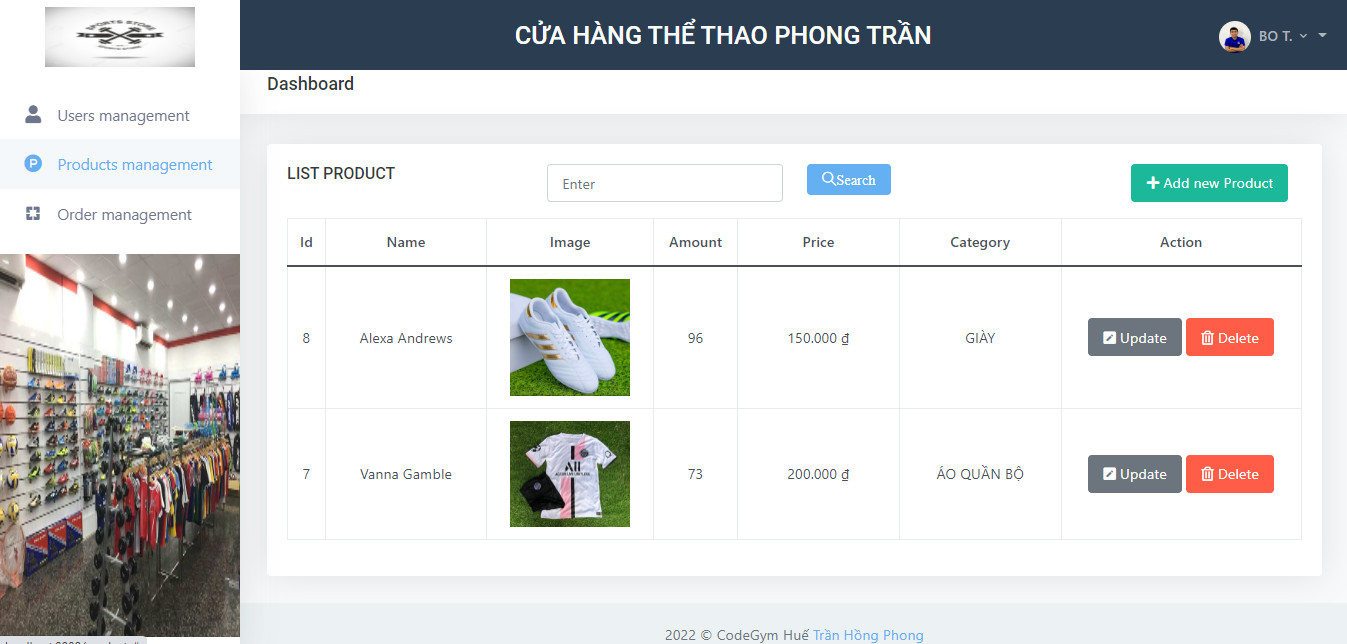 SPORTS STORE
CỬA HÀNG THỂ THAO PHONG TRẦN
BO T.
Users management
Products management
Order management
Dashboard
LIST PRODUCT
Enter
Search
Add new Product
Id Name Image Amount Price Category Action
8 Alexa Andrews 96 150.000 ₫ GIÀY Update Delete
7 Vanna Gamble 73 200.000 ₫ ÁO QUẦN BỘ Update Delete
2022 © CodeGym Huế Trần Hồng Phong